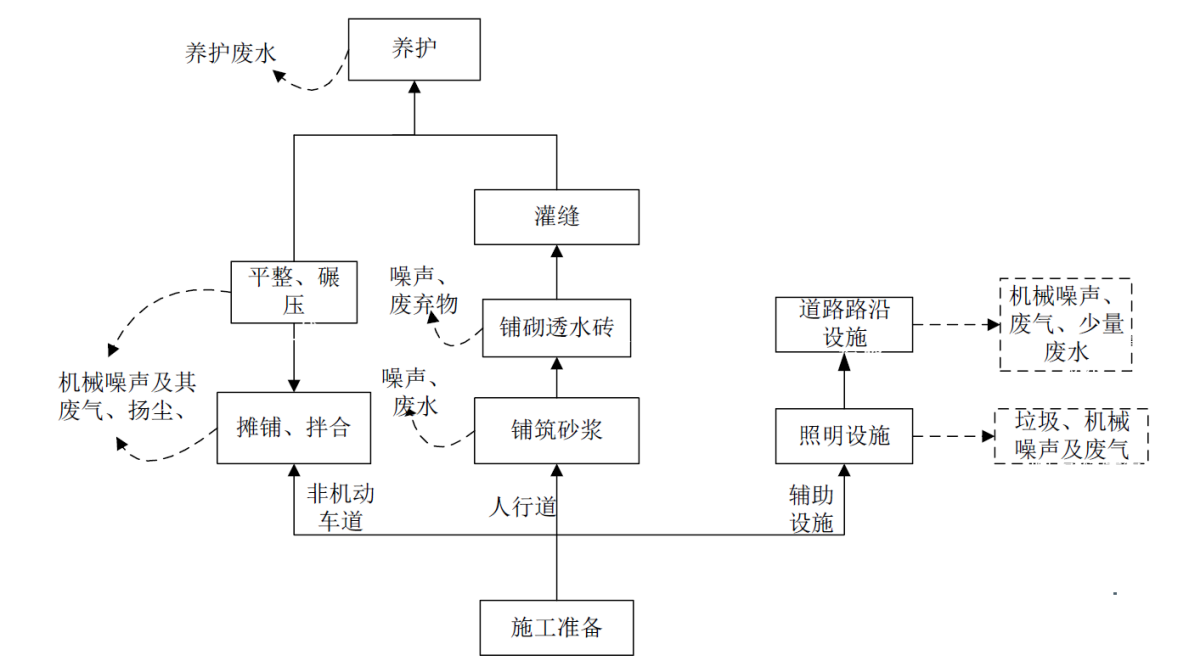 养护
养护废水
灌缝
平整、碾
压
噪声、
废弃物
铺砌透水砖
道路路沿
设施
机械噪声、
废气、少量
废水
机械噪声及其
废气、扬尘、
摊铺、拌合
噪声、
废水
铺筑砂浆
照明设施
垃圾、机械
噪声及废气
非机动
车道
人行道
辅助
设施
施工准备